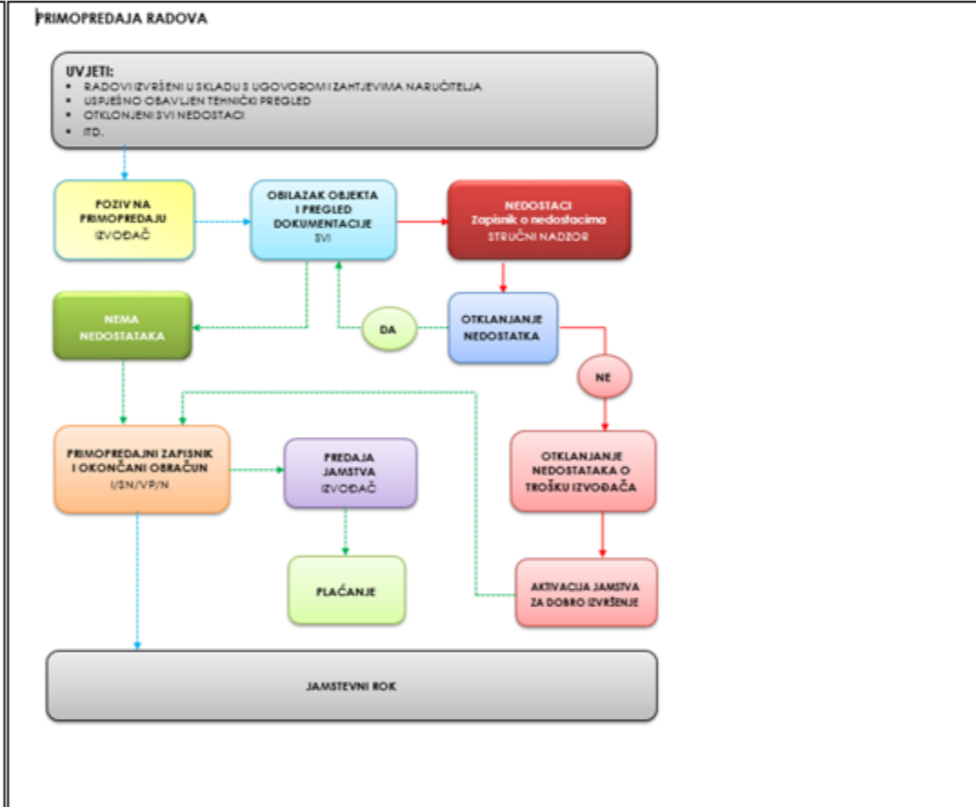 PRIMOPREDAJA RADOVA
UVJETI:
▪ RADOVI IZVRŠENI U SKLADU S UGOVOROM I ZAHTJEVIMA NARUČITELJA
▪ USPJEŠNO OBAVLJEN TEHNIČKI PREGLED
▪ OTKLONJENI SVI NEDOSTACI
▪ ITD.
POZIV NA
PRIMOPREDAJU
IZVOĐAČ
OBILAZAK OBJEKTA
I PREGLED
DOKUMENTACIJE
SVI
NEDOSTACI
Zapisnik o nedostacima
STRUČNI NADZOR
NEMA
NEDOSTATAKA
DA
OTKLANJANJE
NEDOSTATKA
NE
PRIMOPREDAJNI ZAPISNIK
I OKONČANI OBRAČUN
I/SN/VP/N
PREDAJA
JAMSTVA
IZVOĐAČ
OTKLANJANJE
NEDOSTATAKA O
TROŠKU IZVOĐAČA
PLAĆANJE
AKTIVACIJA JAMSTVA
ZA DOBRO IZVRŠENJE
JAMSTEVNI ROK